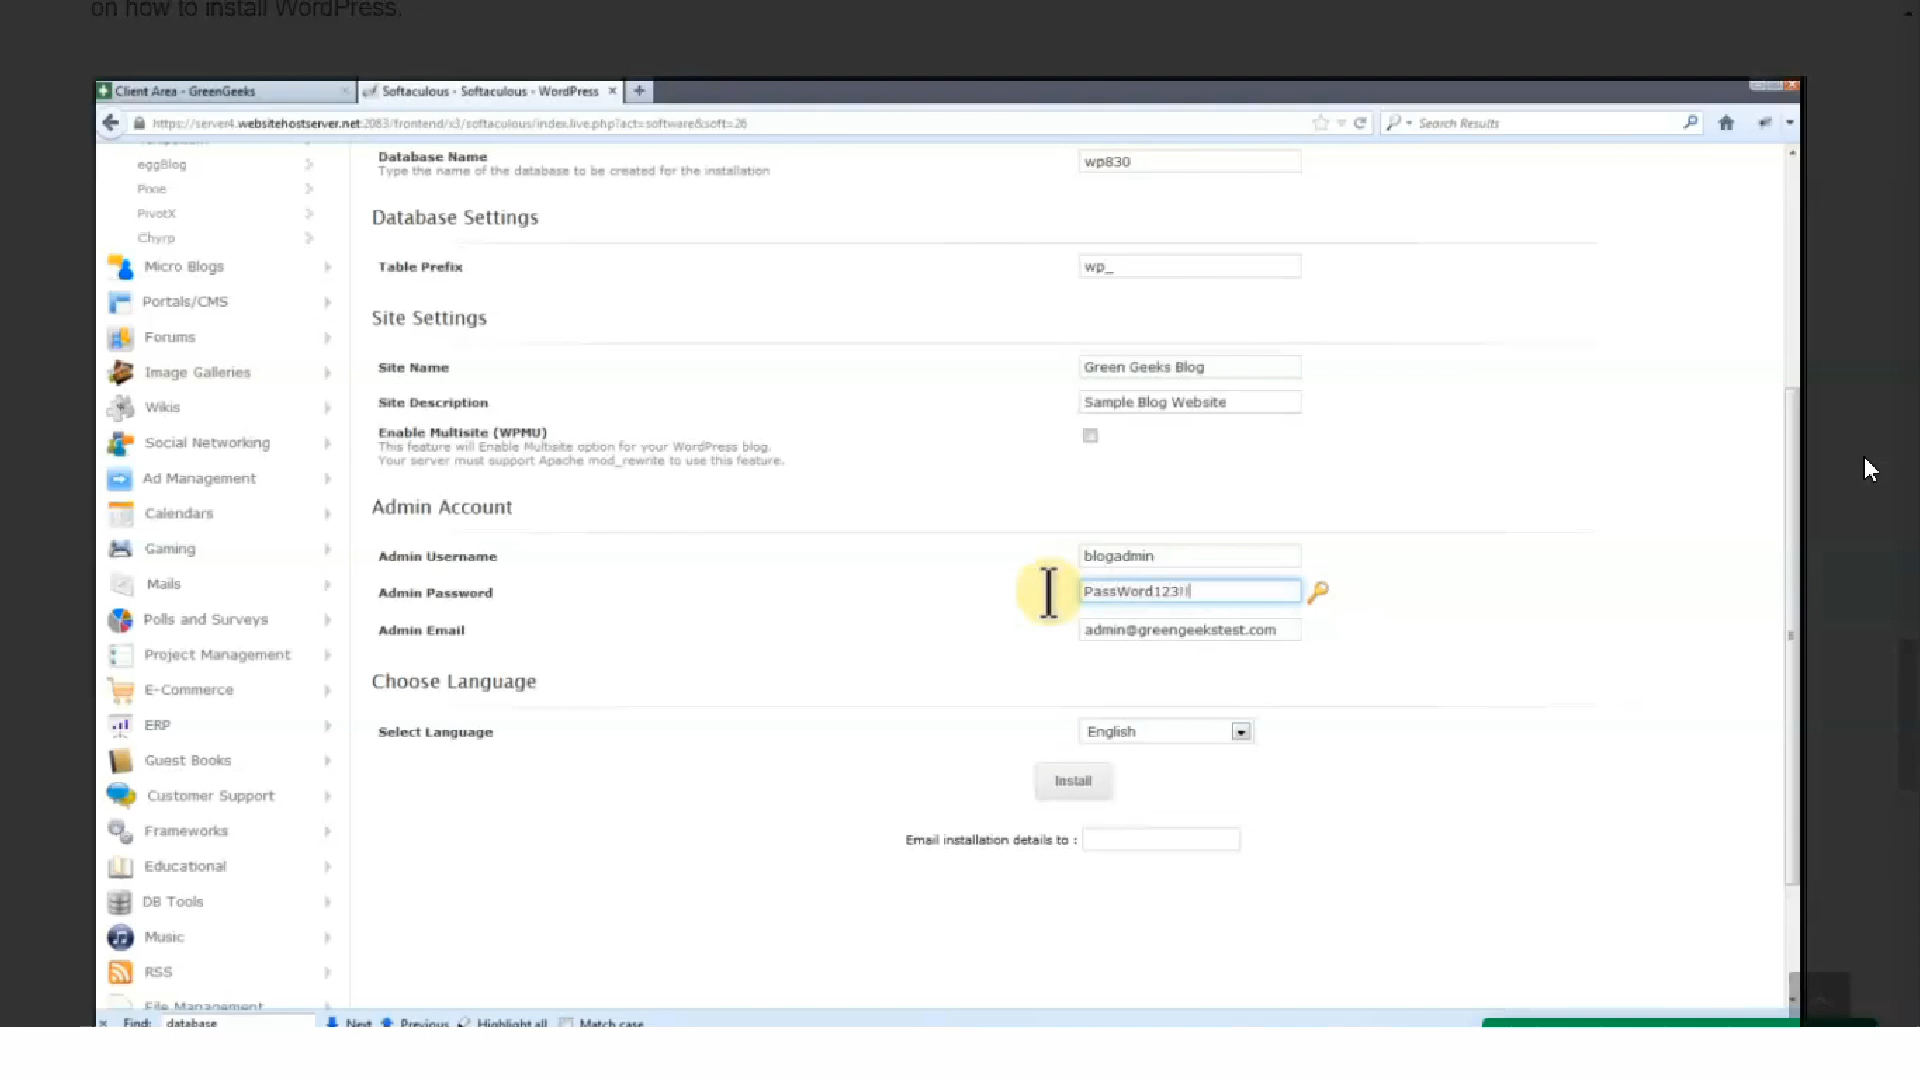 on how to install WordPress.
Client Area - GreenGeeks
Softaculous - Softaculous - WordPress
https://server4.websitehostserver.net:2083/frontend/x3/softaculous/index.live.php?act=software&soft=26
Search Results
eggBlog
Pixie
PivotX
Chyrp
Micro Blogs
Portals/CMS
Forums
Image Galleries
Wikis
Social Networking
Ad Management
Calendars
Gaming
Mails
Polls and Surveys
Project Management
E-Commerce
ERP
Guest Books
Customer Support
Frameworks
Educational
DB Tools
Music
RSS
File Management
Database Name
Type the name of the database to be created for the installation
wp830
Database Settings
Table Prefix
wp_
Site Settings
Site Name
Green Geeks Blog
Site Description
Sample Blog Website
Enable Multisite (WPMU)
This feature will Enable Multisite option for your WordPress blog.
Your server must support Apache mod_rewrite to use this feature.
Admin Account
Admin Username
blogadmin
Admin Password
PassWord123!!
Admin Email
admin@greengeekstest.com
Choose Language
Select Language
English
Install
Email installation details to :
Find: database
Next
Previous
Highlight all
Match case